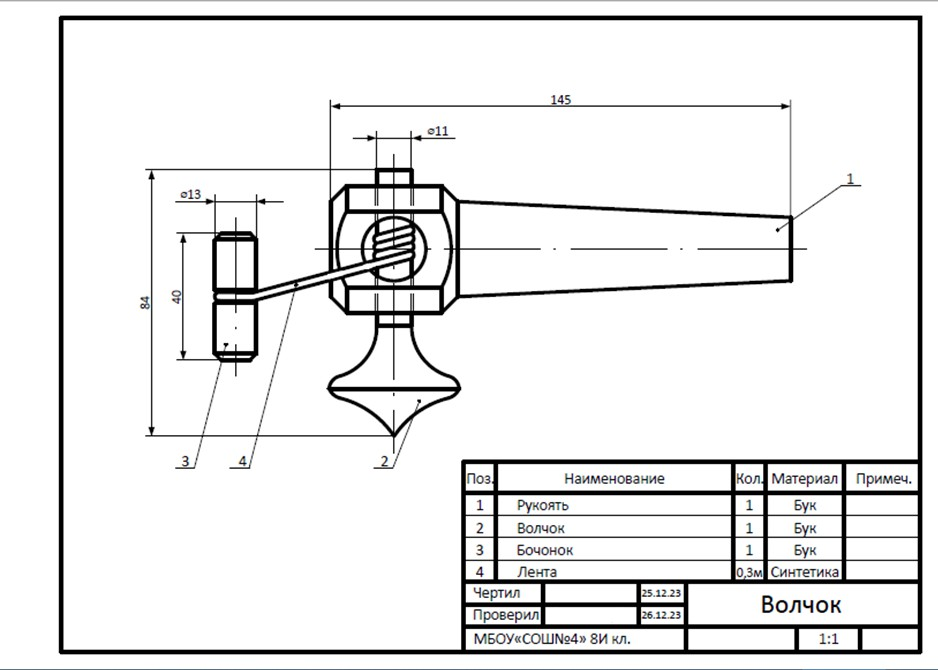 145
⌀11
1
⌀13
84
40
3
4
2
Поз. Наименование Кол. Материал Примеч.
1 Рукоять 1 Бук
2 Волчок 1 Бук
3 Бочонок 1 Бук
4 Лента 0,3м Синтетика
Чертил 25.12.23
Проверил 26.12.23
Волчок
МБОУ«СОШ№4» 8И кл. 1:1